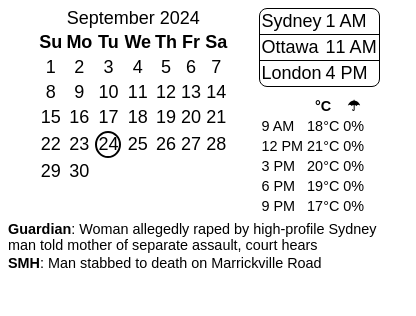 September 2024
Su Mo Tu We Th Fr Sa
1 2 3 4 5 6 7
8 9 10 11 12 13 14
15 16 17 18 19 20 21
22 23 24 25 26 27 28
29 30
Sydney 1 AM
Ottawa 11 AM
London 4 PM
°C ☂
9 AM 18°C 0%
12 PM 21°C 0%
3 PM 20°C 0%
6 PM 19°C 0%
9 PM 17°C 0%
Guardian: Woman allegedly raped by high-profile Sydney
man told mother of separate assault, court hears
SMH: Man stabbed to death on Marrickville Road